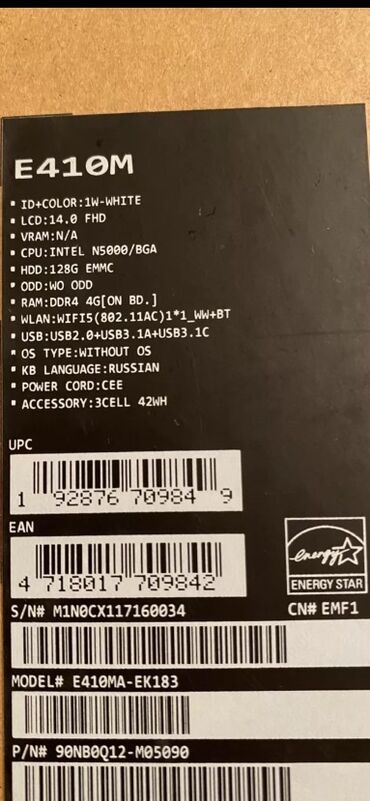 E410M
▪ ID+COLOR:1W-WHITE
▪ LCD:14.0 FHD
▪ VRAM:N/A
▪ CPU:INTEL N5000/BGA
▪ HDD:128G EMMC
▪ ODD:WO ODD
▪ RAM:DDR4 4G[ON BD.]
▪ WLAN:WIFI5(802.11AC)1*1_WW+BT
▪ USB:USB2.0+USB3.1A+USB3.1C
▪ OS TYPE:WITHOUT OS
▪ KB LANGUAGE:RUSSIAN
▪ POWER CORD:CEE
▪ ACCESSORY:3CELL 42WH
UPC
1 92876 70984 9
EAN
4 718017 709842
energy
ENERGY STAR
S/N# M1N0CX117160034 CN# EMF1
MODEL# E410MA-EK183
P/N# 90NB0Q12-M05090